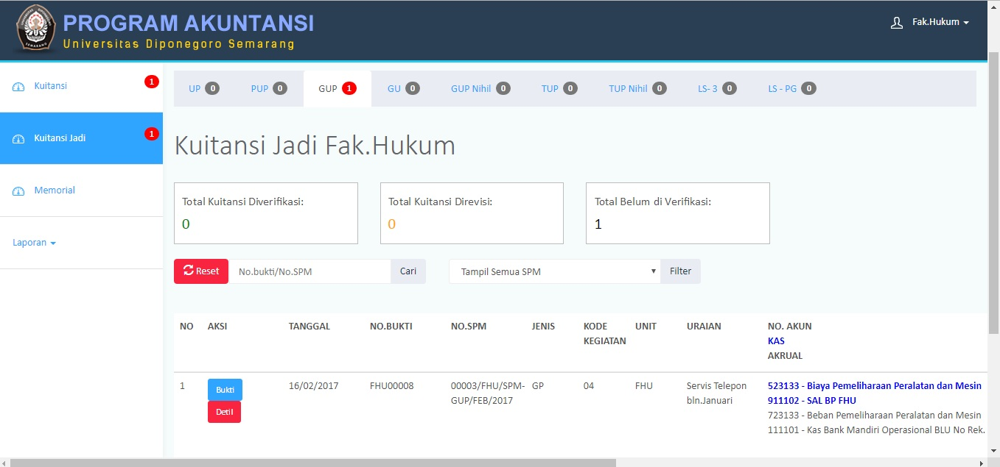 PROGRAM AKUNTANSI
Universitas Diponegoro Semarang
SEMARANG
Fak.Hukum
Kuitansi 1
Kuitansi Jadi 1
Memorial
Laporan
UP 0 PUP 0 GUP 1 GU 0 GUP Nihil 0 TUP 0 TUP Nihil 0 LS- 3 0 LS - PG 0
Kuitansi Jadi Fak.Hukum
Total Kuitansi Diverifikasi:
0
Total Kuitansi Direvisi:
0
Total Belum di Verifikasi:
1
Reset No.bukti/No.SPM Cari Tampil Semua SPM Filter
NO AKSI TANGGAL NO.BUKTI NO.SPM JENIS KODE KEGIATAN UNIT URAIAN NO. AKUN
KAS
AKRUAL
1 Bukti Detil 16/02/2017 FHU00008 00003/FHU/SPM-GUP/FEB/2017 GP 04 FHU Servis Telepon bln.Januari
523133 - Biaya Pemeliharaan Peralatan dan Mesin
911102 - SAL BP FHU
723133 - Beban Pemeliharaan Peralatan dan Mesin
111101 - Kas Bank Mandiri Operasional BLU No Rek.